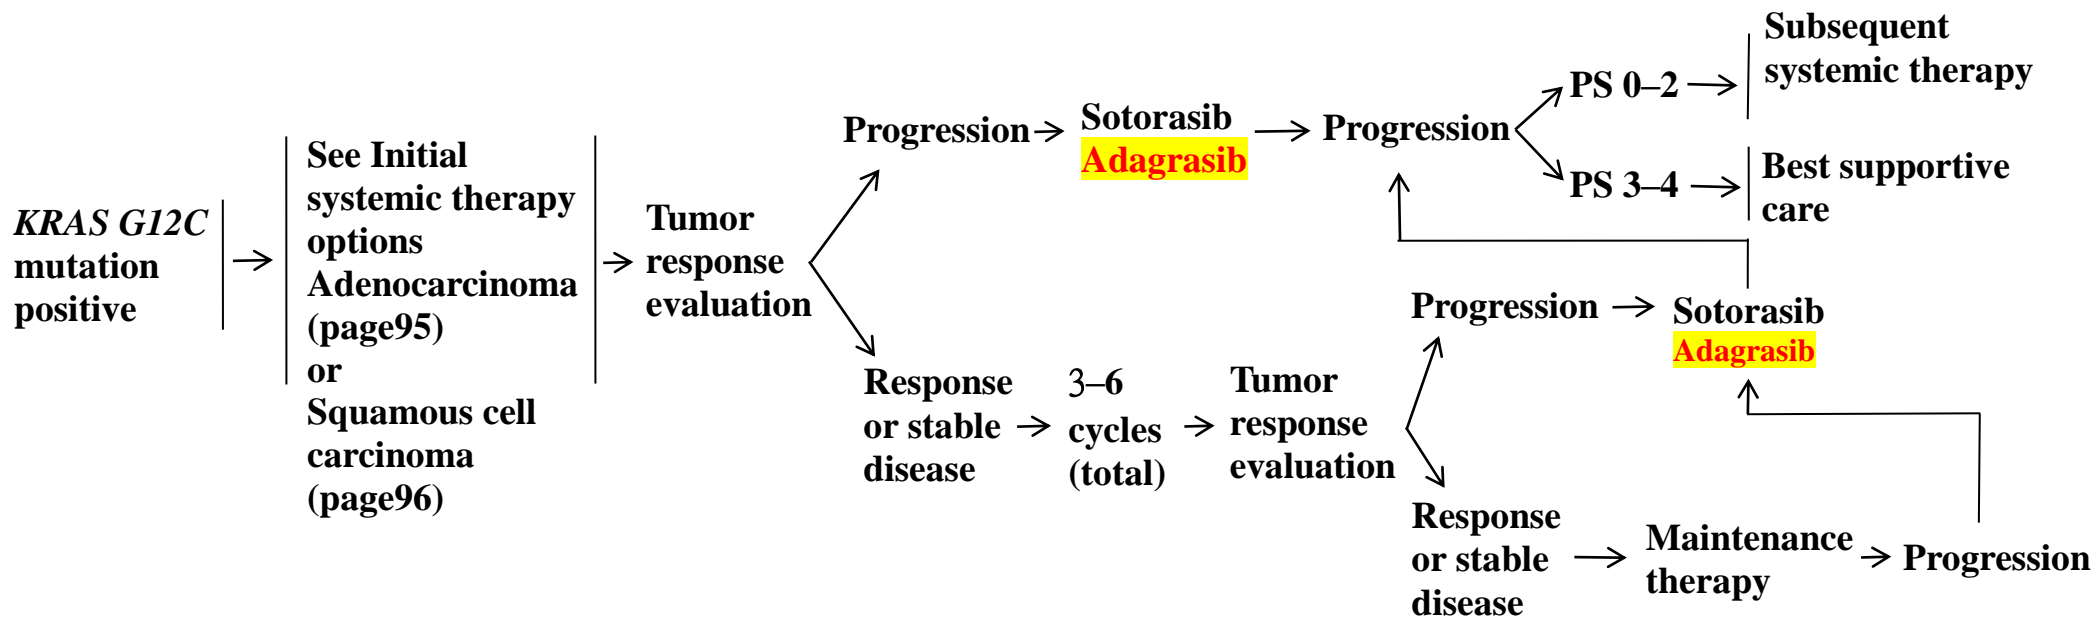 KRAS G12C
mutation
positive
See Initial
systemic therapy
options
Adenocarcinoma
(page95)
or
Squamous cell
carcinoma
(page96)
Tumor
response
evaluation
Progression
Sotorasib
Adagrasib
Progression
PS 0–2
Subsequent
systemic therapy
PS 3–4
Best supportive
care
Response
or stable
disease
3–6
cycles
(total)
Tumor
response
evaluation
Progression
Sotorasib
Adagrasib
Response
or stable
disease
Maintenance
therapy
Progression